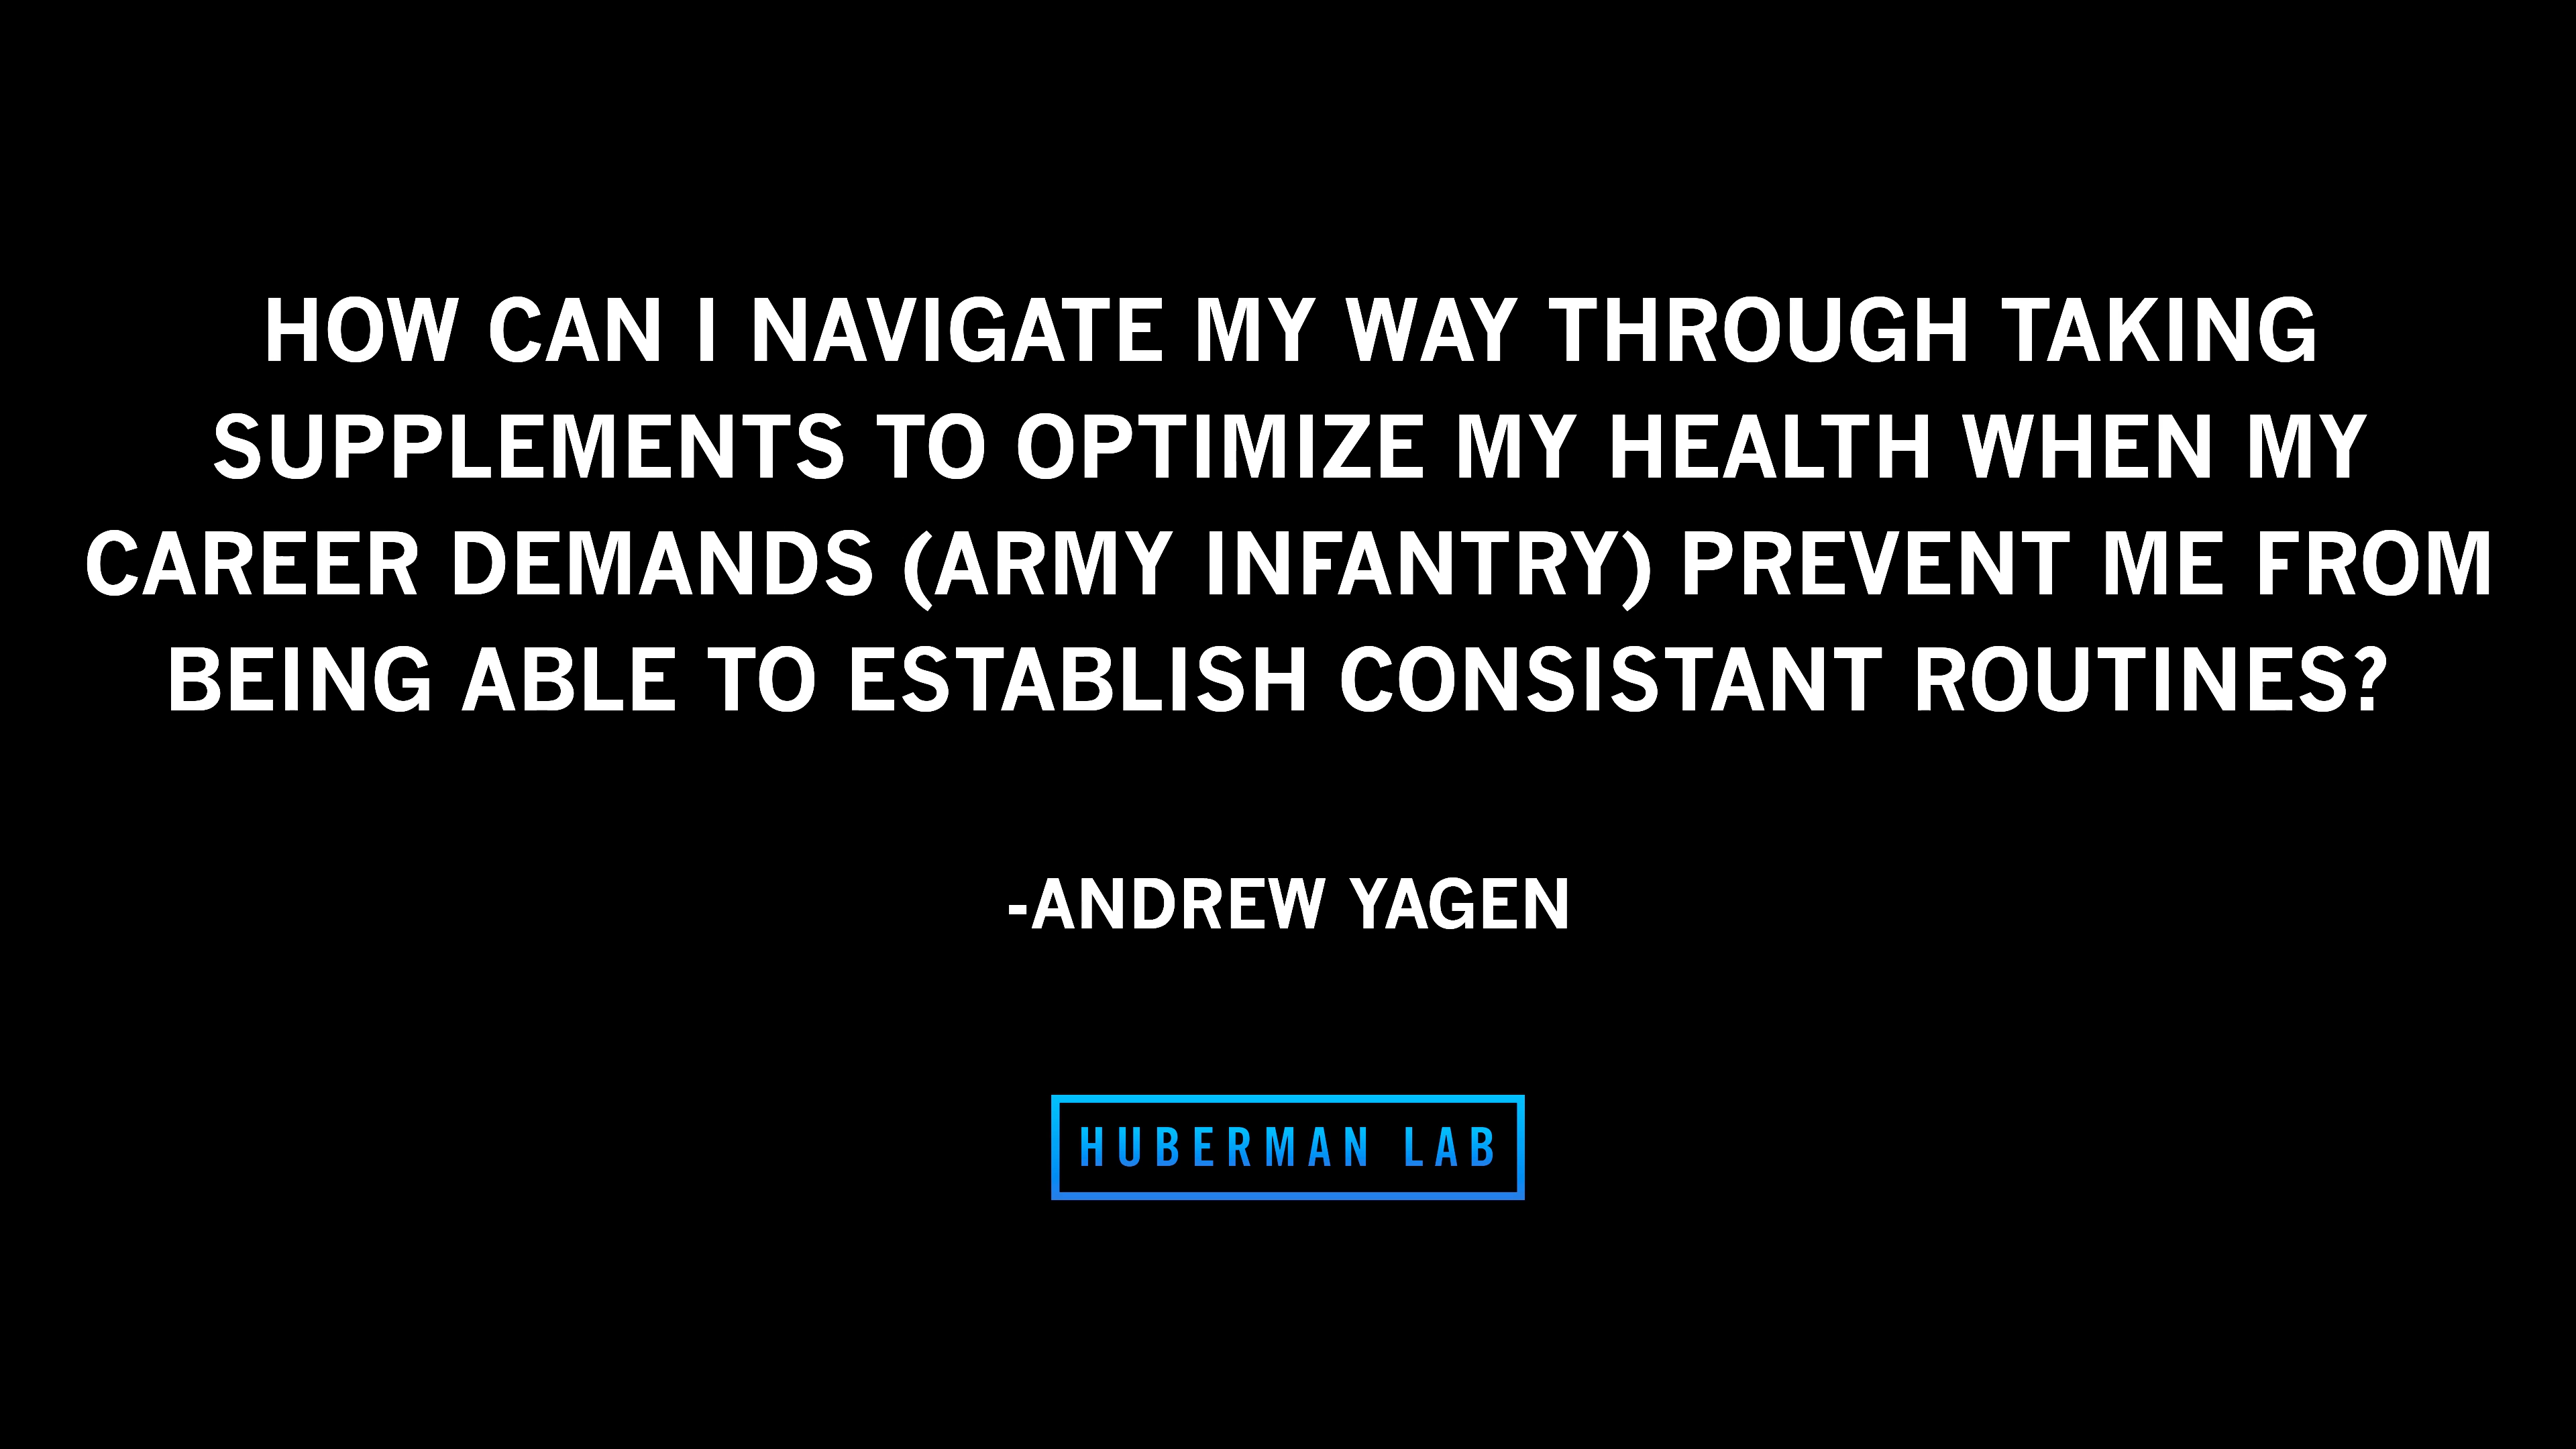 HOW CAN I NAVIGATE MY WAY THROUGH TAKING
SUPPLEMENTS TO OPTIMIZE MY HEALTH WHEN MY
CAREER DEMANDS (ARMY INFANTRY) PREVENT ME FROM
BEING ABLE TO ESTABLISH CONSISTANT ROUTINES?
-ANDREW YAGEN
HUBERMAN LAB